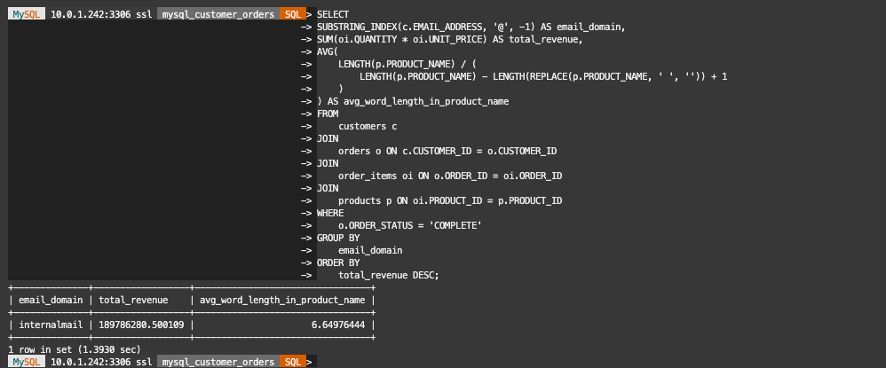 MySQL 10.0.1.242:3306 ssl mysql_customer_orders SQL > SELECT
-> SUBSTRING_INDEX(c.EMAIL_ADDRESS, '@', -1) AS email_domain,
-> SUM(oi.QUANTITY * oi.UNIT_PRICE) AS total_revenue,
-> AVG(
->     LENGTH(p.PRODUCT_NAME) / (
->         LENGTH(p.PRODUCT_NAME) - LENGTH(REPLACE(p.PRODUCT_NAME, ' ', '')) + 1
->     )
-> ) AS avg_word_length_in_product_name
-> FROM
->     customers c
-> JOIN
->     orders o ON c.CUSTOMER_ID = o.CUSTOMER_ID
-> JOIN
->     order_items oi ON o.ORDER_ID = oi.ORDER_ID
-> JOIN
->     products p ON oi.PRODUCT_ID = p.PRODUCT_ID
-> WHERE
->     o.ORDER_STATUS = 'COMPLETE'
-> GROUP BY
->     email_domain
-> ORDER BY
->     total_revenue DESC;
+--------------+------------------+---------------------------------+
| email_domain | total_revenue    | avg_word_length_in_product_name |
+--------------+------------------+---------------------------------+
| internalmail | 189786280.500109 |                      6.64976444 |
+--------------+------------------+---------------------------------+
1 row in set (1.3930 sec)
MySQL 10.0.1.242:3306 ssl mysql_customer_orders SQL >